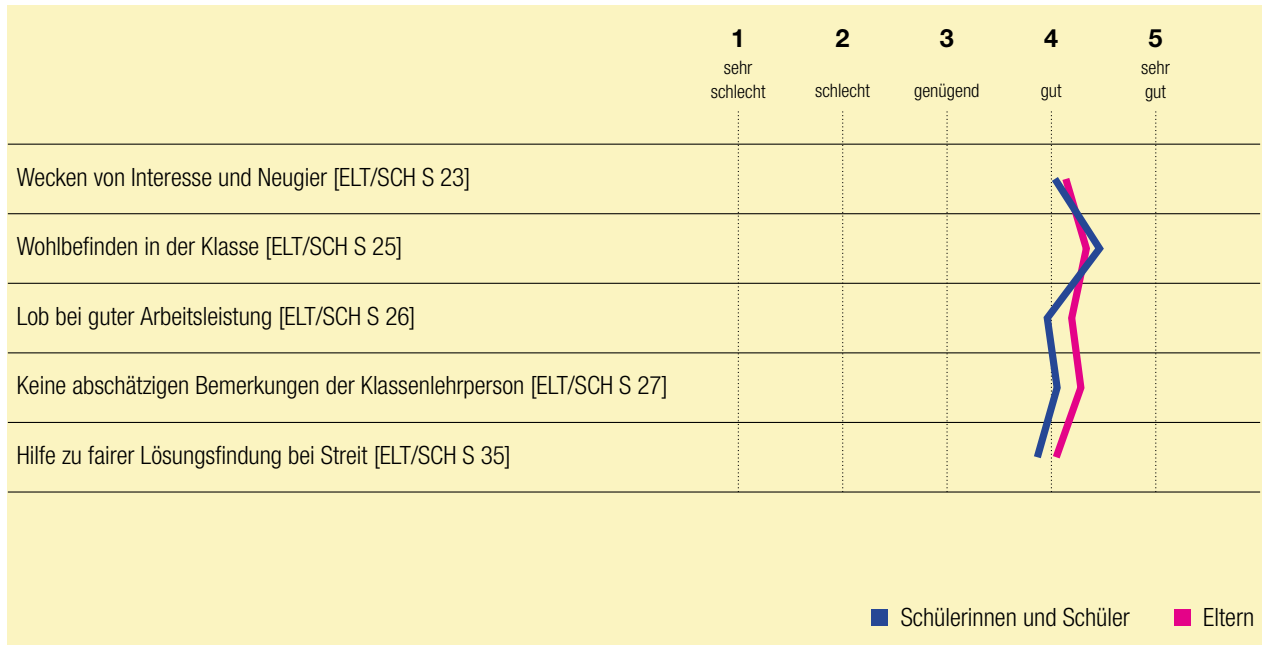 1 2 3 4 5
sehr schlecht schlecht genügend gut sehr gut
Wecken von Interesse und Neugier [ELT/SCH S 23]
Wohlbefinden in der Klasse [ELT/SCH S 25]
Lob bei guter Arbeitsleistung [ELT/SCH S 26]
Keine abschätzigen Bemerkungen der Klassenlehrperson [ELT/SCH S 27]
Hilfe zu fairer Lösungsfindung bei Streit [ELT/SCH S 35]
Schülerinnen und Schüler Eltern